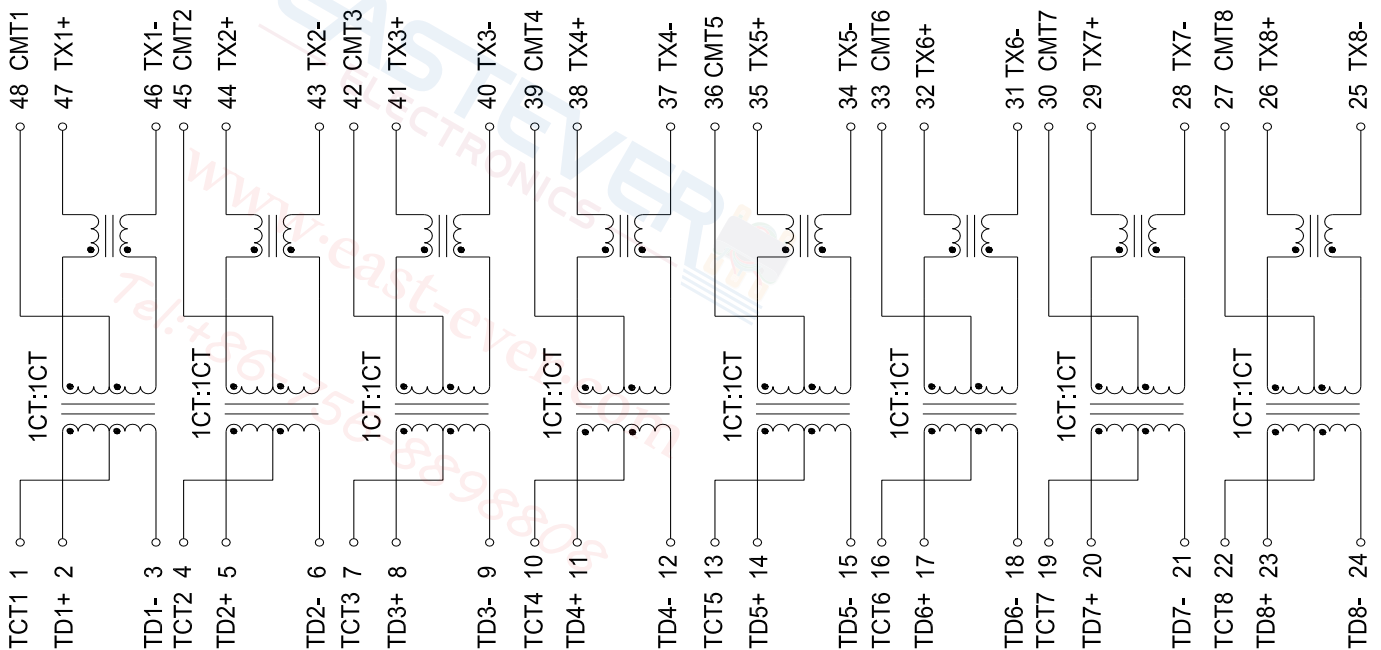 48 CMT1
47 TX1+
46 TX1-
45 CMT2
44 TX2+
43 TX2-
42 CMT3
41 TX3+
40 TX3-
39 CMT4
38 TX4+
37 TX4-
36 CMT5
35 TX5+
34 TX5-
33 CMT6
32 TX6+
31 TX6-
30 CMT7
29 TX7+
28 TX7-
27 CMT8
26 TX8+
25 TX8-
EASTEVER
ELECTRONICS
www.east-ever.com
Tel:+86-756-8898808
1CT:1CT
1CT:1CT
1CT:1CT
1CT:1CT
1CT:1CT
1CT:1CT
1CT:1CT
1CT:1CT
TCT1 1
TD1+ 2
TD1- 3
TCT2 4
TD2+ 5
TD2- 6
TCT3 7
TD3+ 8
TD3- 9
TCT4 10
TD4+ 11
TD4- 12
TCT5 13
TD5+ 14
TD5- 15
TCT6 16
TD6+ 17
TD6- 18
TCT7 19
TD7+ 20
TD7- 21
TCT8 22
TD8+ 23
TD8- 24